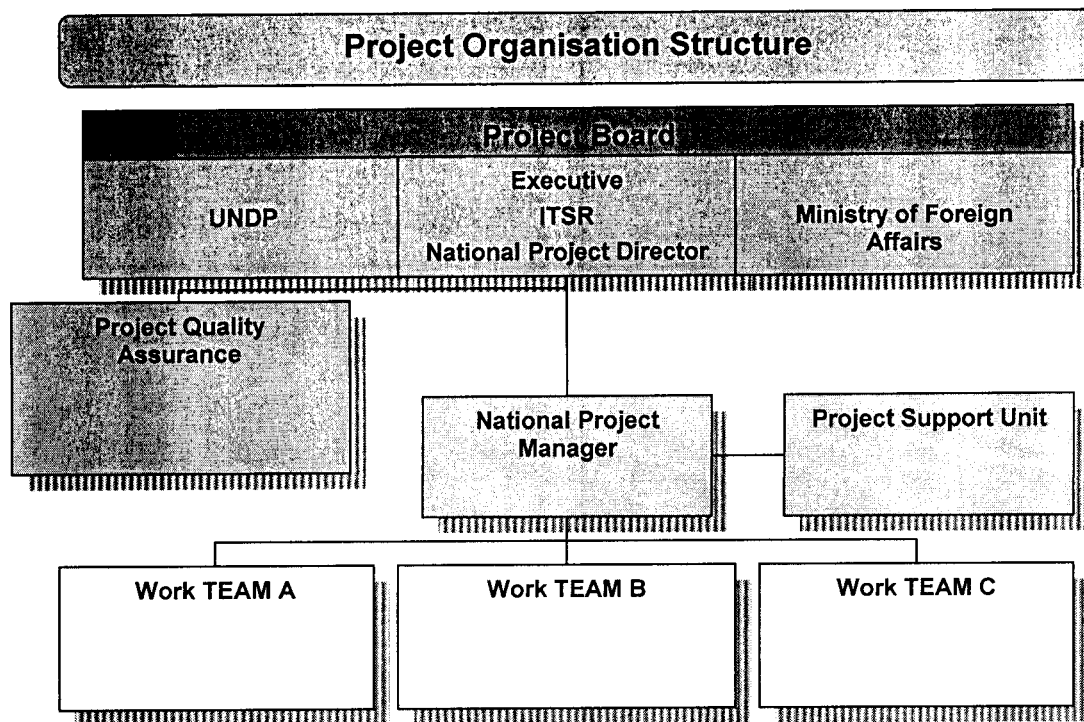 Project Organisation Structure
Project Board
UNDP
Executive
ITSR
National Project Director
Ministry of Foreign
Affairs
Project Quality
Assurance
National Project
Manager
Project Support Unit
Work TEAM A
Work TEAM B
Work TEAM C